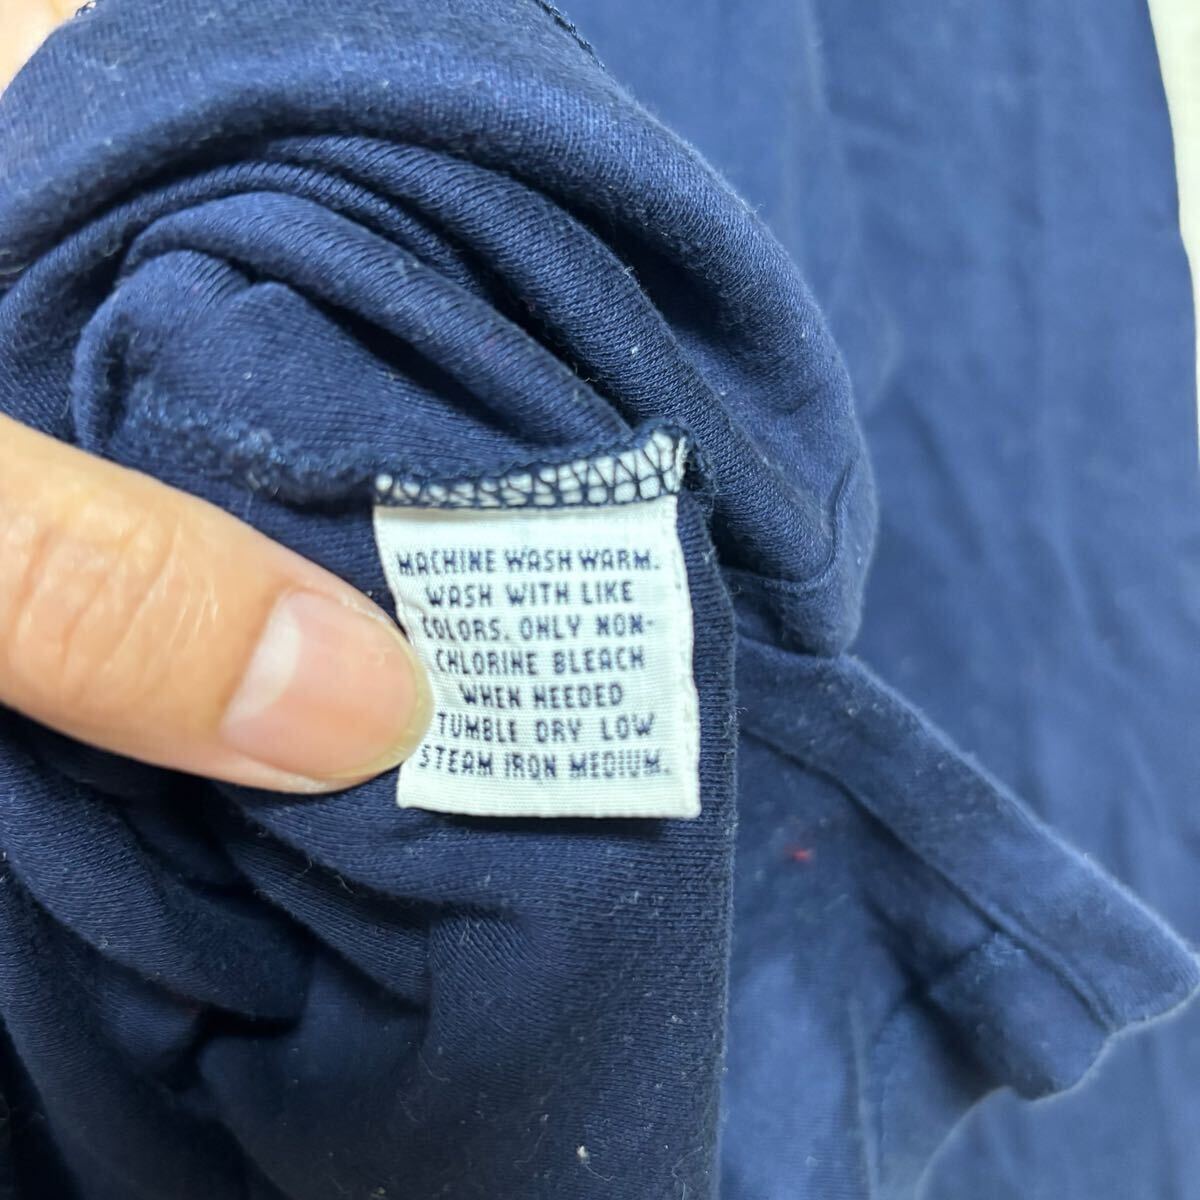 MACHINE WASH WARM.
WASH WITH LIKE
COLORS. ONLY NON-
CHLORINE BLEACH
WHEN NEEDED
TUMBLE DRY LOW
STEAM IRON MEDIUM.